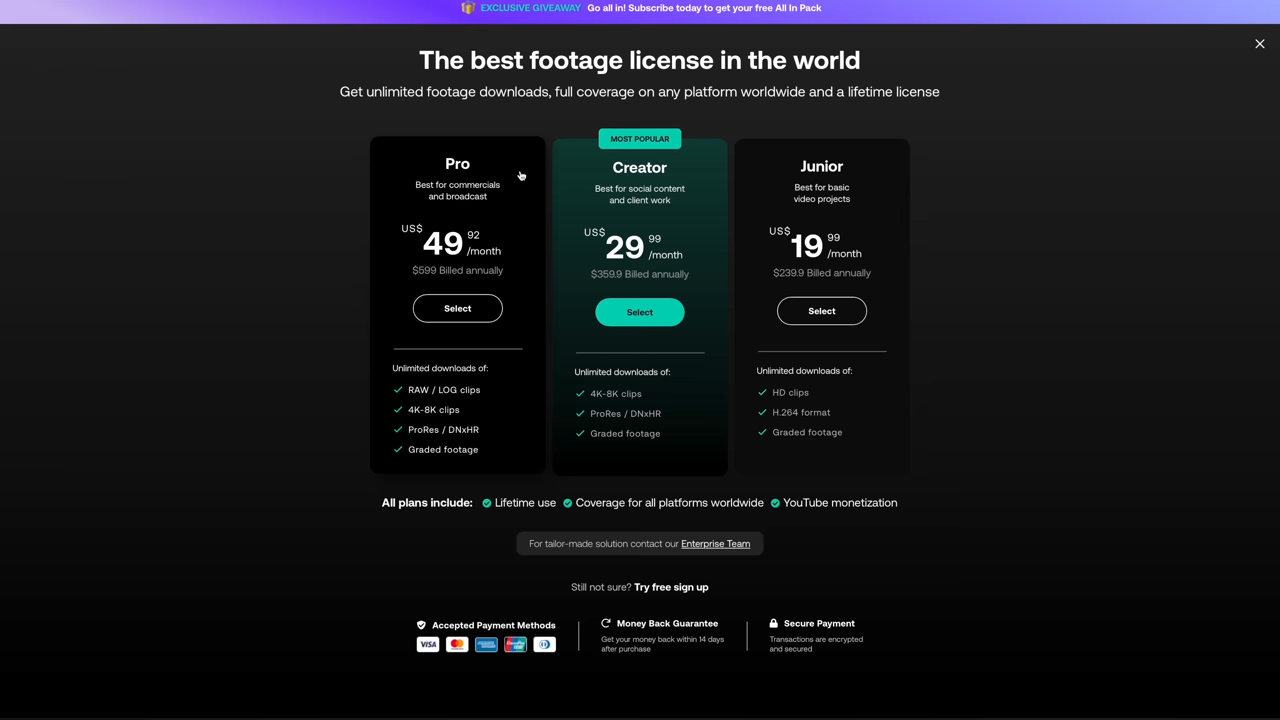 EXCLUSIVE GIVEAWAY Go all in! Subscribe today to get your free All In Pack
The best footage license in the world
Get unlimited footage downloads, full coverage on any platform worldwide and a lifetime license
Pro
Best for commercials
and broadcast
US$ 49 92 /month
$599 Billed annually
Select
Unlimited downloads of:
RAW / LOG clips
4K-8K clips
ProRes / DNxHR
Graded footage
MOST POPULAR
Creator
Best for social content
and client work
US$ 29 99 /month
$359.9 Billed annually
Select
Unlimited downloads of:
4K-8K clips
ProRes / DNxHR
Graded footage
Junior
Best for basic
video projects
US$ 19 99 /month
$239.9 Billed annually
Select
Unlimited downloads of:
HD clips
H.264 format
Graded footage
All plans include: Lifetime use Coverage for all platforms worldwide YouTube monetization
For tailor-made solution contact our Enterprise Team
Still not sure? Try free sign up
Accepted Payment Methods
VISA
Money Back Guarantee
Get your money back within 14 days
after purchase
Secure Payment
Transactions are encrypted
and secured